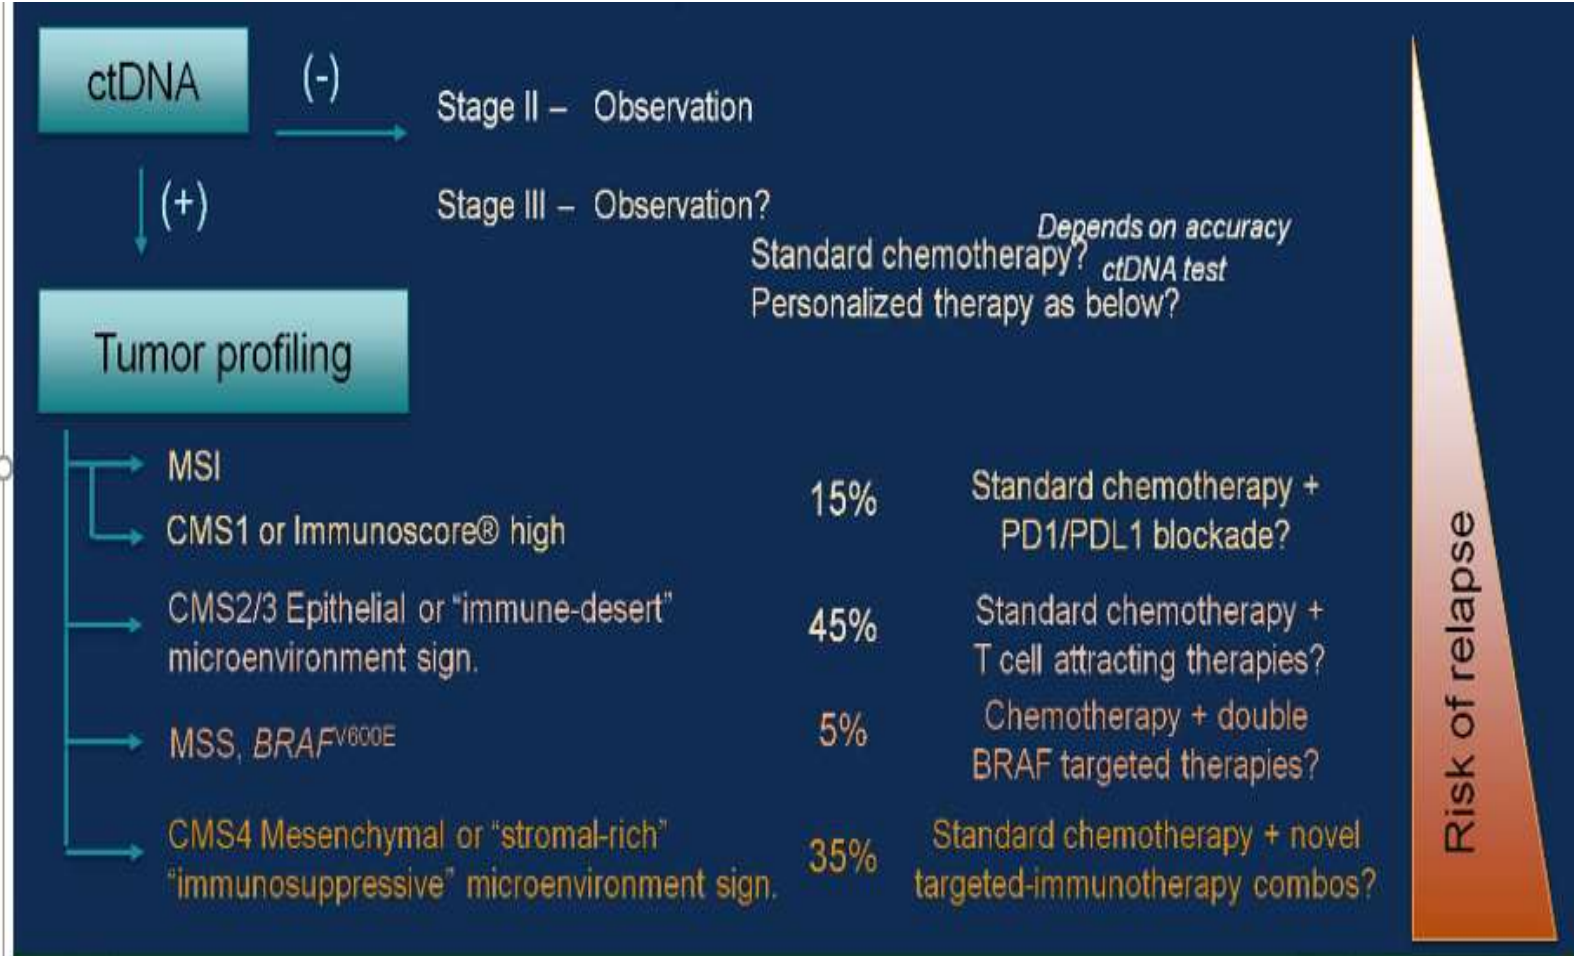 ctDNA
(-)
Stage II – Observation
(+)
Stage III – Observation?
Depends on accuracy
ctDNA test
Standard chemotherapy?
Personalized therapy as below?
Tumor profiling
MSI
CMS1 or Immunoscore® high
15%
Standard chemotherapy +
PD1/PDL1 blockade?
CMS2/3 Epithelial or “immune-desert”
microenvironment sign.
45%
Standard chemotherapy +
T cell attracting therapies?
MSS, BRAFV600E
5%
Chemotherapy + double
BRAF targeted therapies?
CMS4 Mesenchymal or “stromal-rich”
“immunosuppressive” microenvironment sign.
35%
Standard chemotherapy + novel
targeted-immunotherapy combos?
Risk of relapse